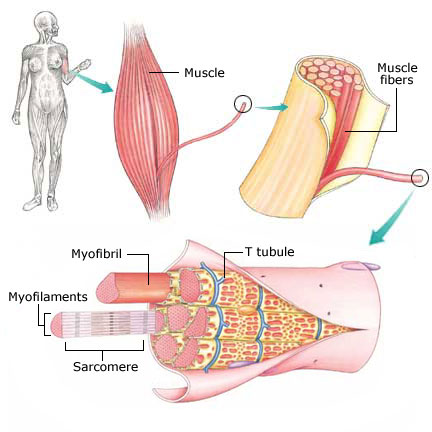 Muscle
Muscle
fibers
Myofibril
T tubule
Myofilaments
Sarcomere